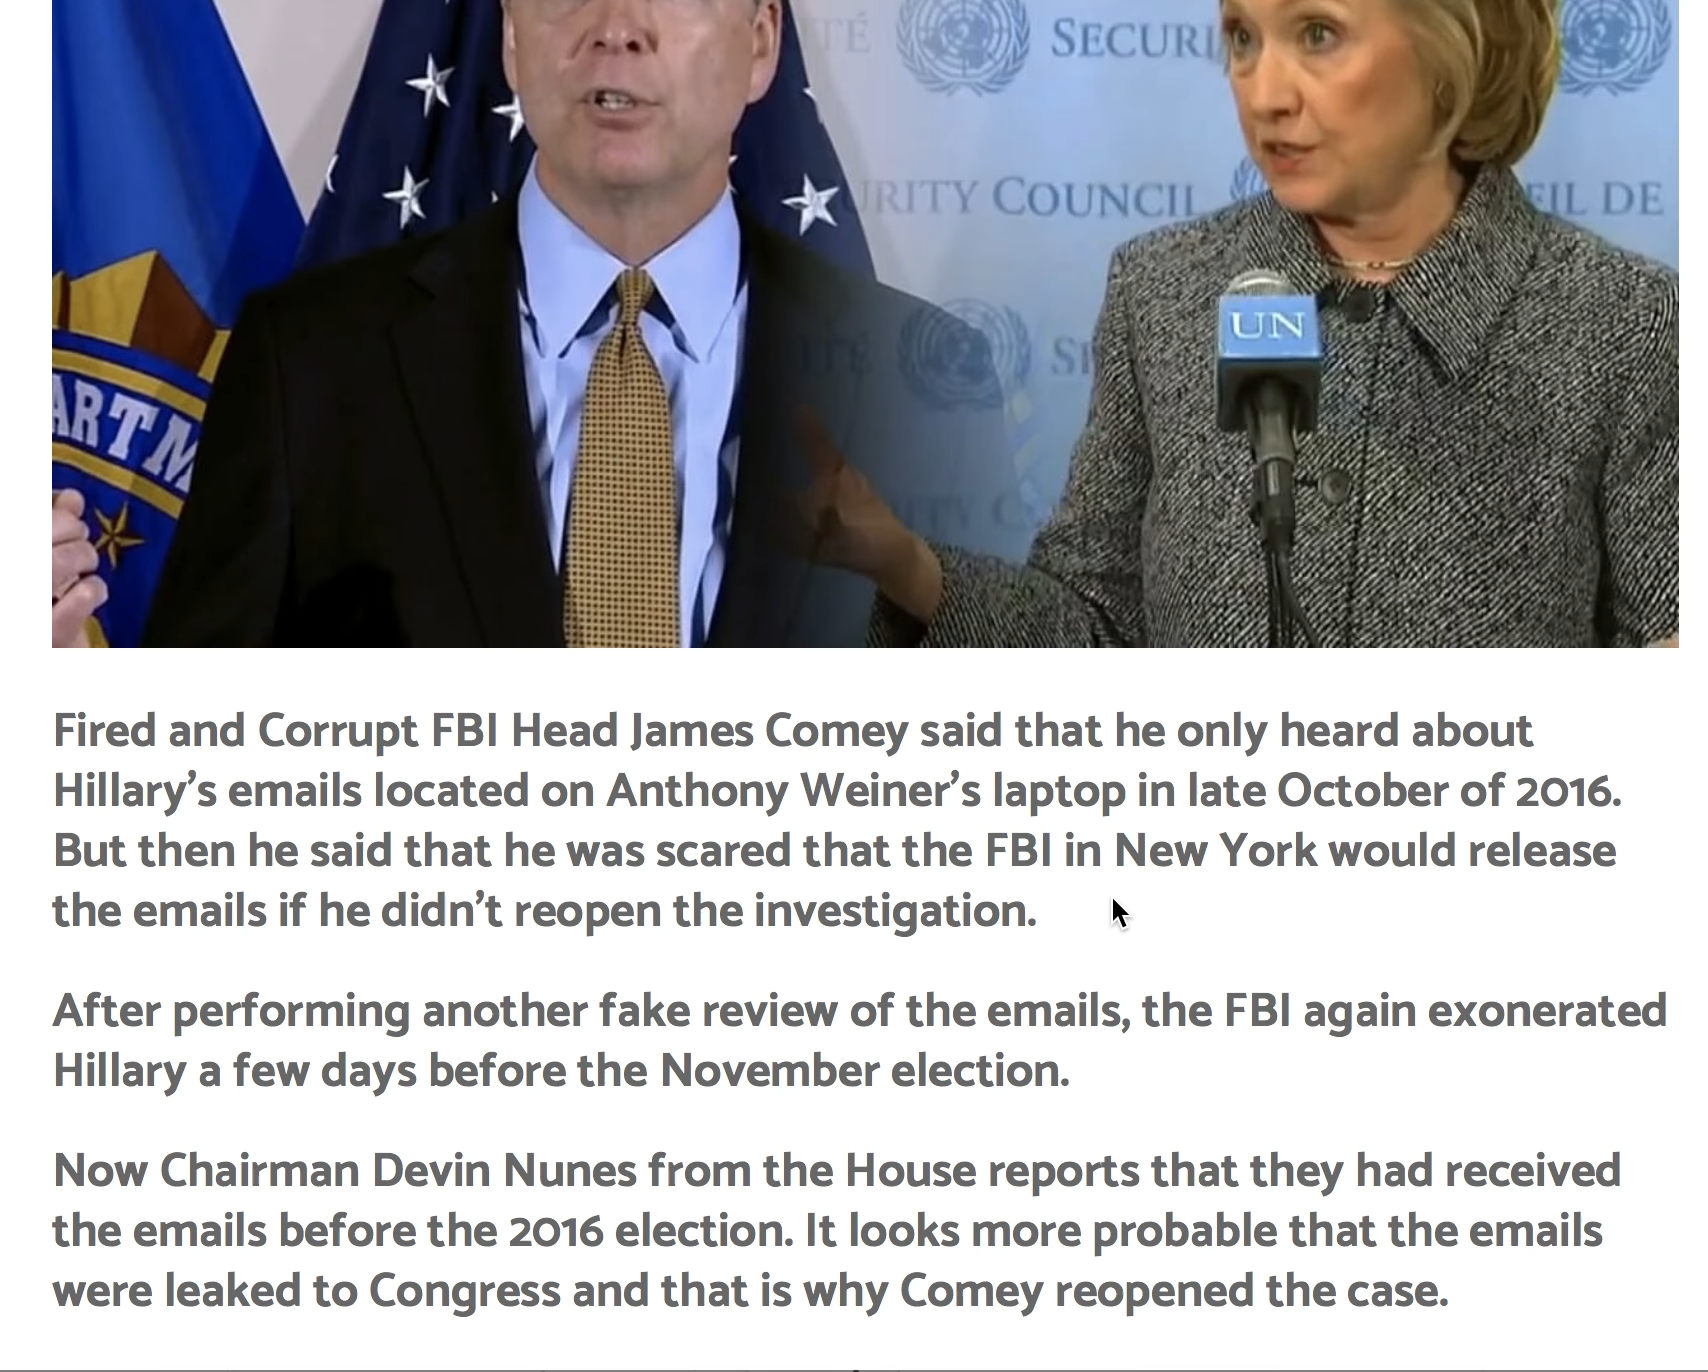 TÉ SECURI
RITY COUNCIL EIL DE
UN
ARTM
Fired and Corrupt FBI Head James Comey said that he only heard about
Hillary’s emails located on Anthony Weiner’s laptop in late October of 2016.
But then he said that he was scared that the FBI in New York would release
the emails if he didn’t reopen the investigation.
After performing another fake review of the emails, the FBI again exonerated
Hillary a few days before the November election.
Now Chairman Devin Nunes from the House reports that they had received
the emails before the 2016 election. It looks more probable that the emails
were leaked to Congress and that is why Comey reopened the case.